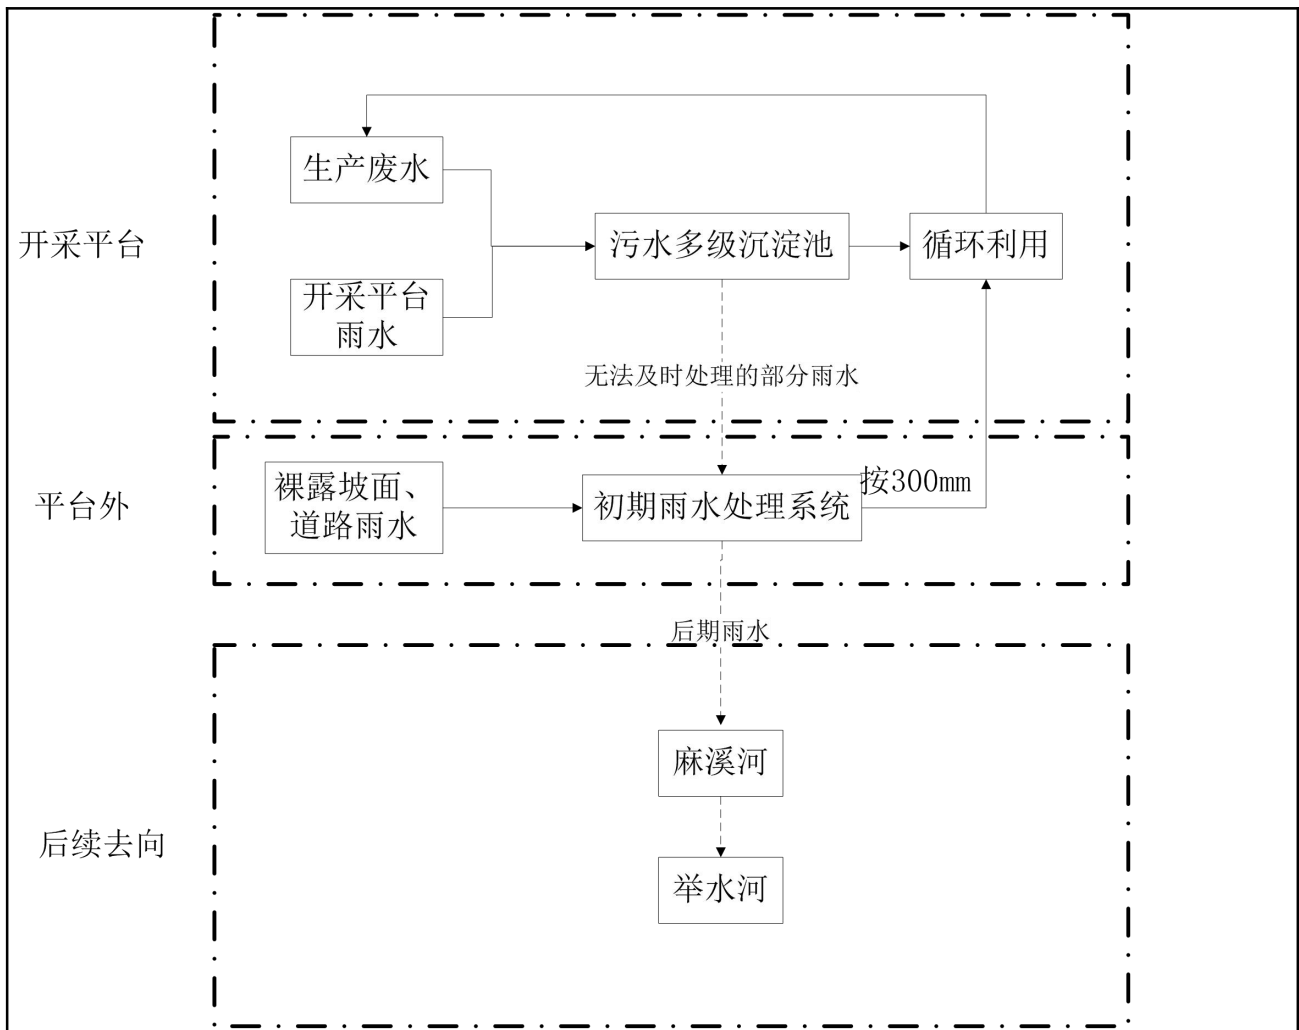 生产废水
开采平台
污水多级沉淀池
循环利用
开采平台
雨水
无法及时处理的部分雨水
平台外
裸露坡面、
道路雨水
初期雨水处理系统
按300mm
后期雨水
麻溪河
后续去向
举水河